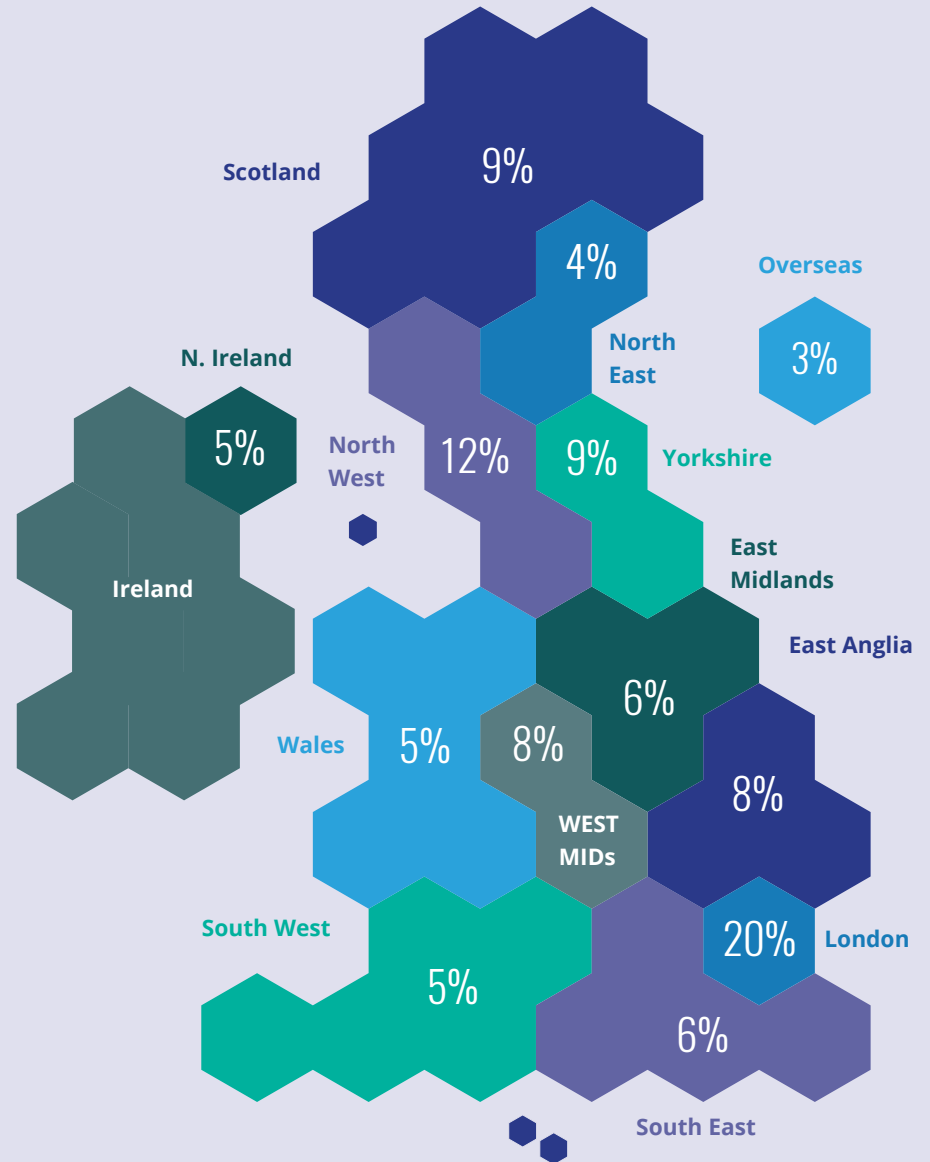 Scotland
9%
4%
Overseas
3%
North
East
N. Ireland
5%
North
West
12%
9%
Yorkshire
East
Midlands
Ireland
East Anglia
6%
Wales
5%
8%
8%
WEST
MIDs
South West
20%
London
5%
6%
South East